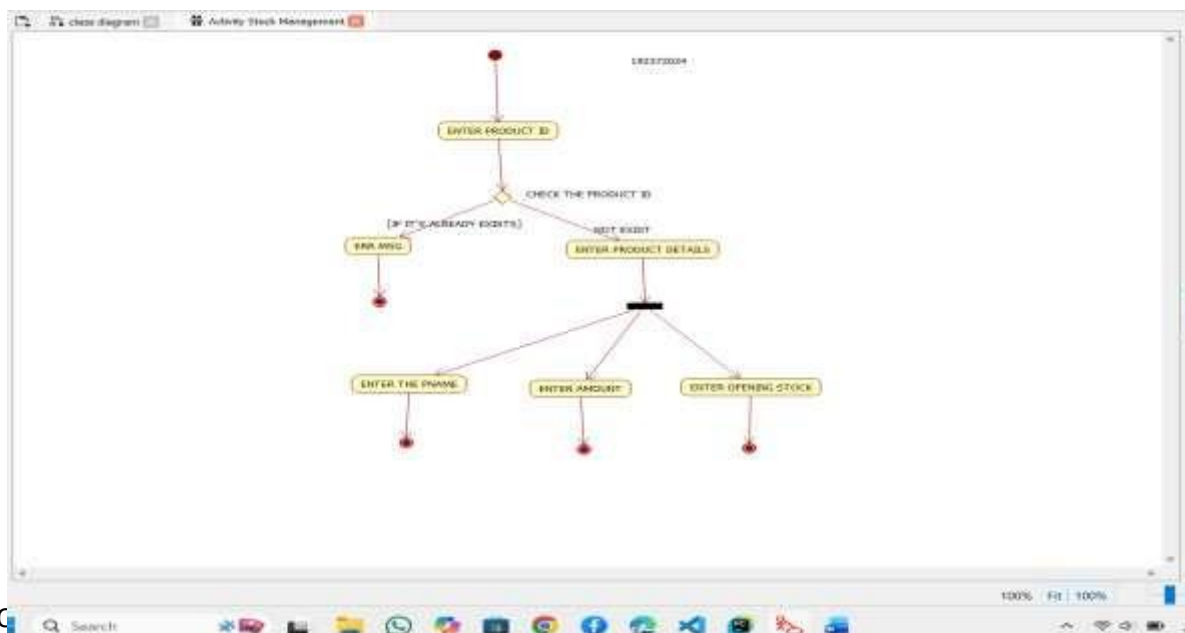 class diagram
Activity Stock Management
192372024
ENTER PRODUCT ID
CHECK THE PRODUCT ID
[IF IT'S ALREADY EXISTS]
NOT EXIST
ERR MSG
ENTER PRODUCT DETAILS
ENTER THE PNAME
ENTER AMOUNT
ENTER OPENING STOCK
100% Fit 100%
Search